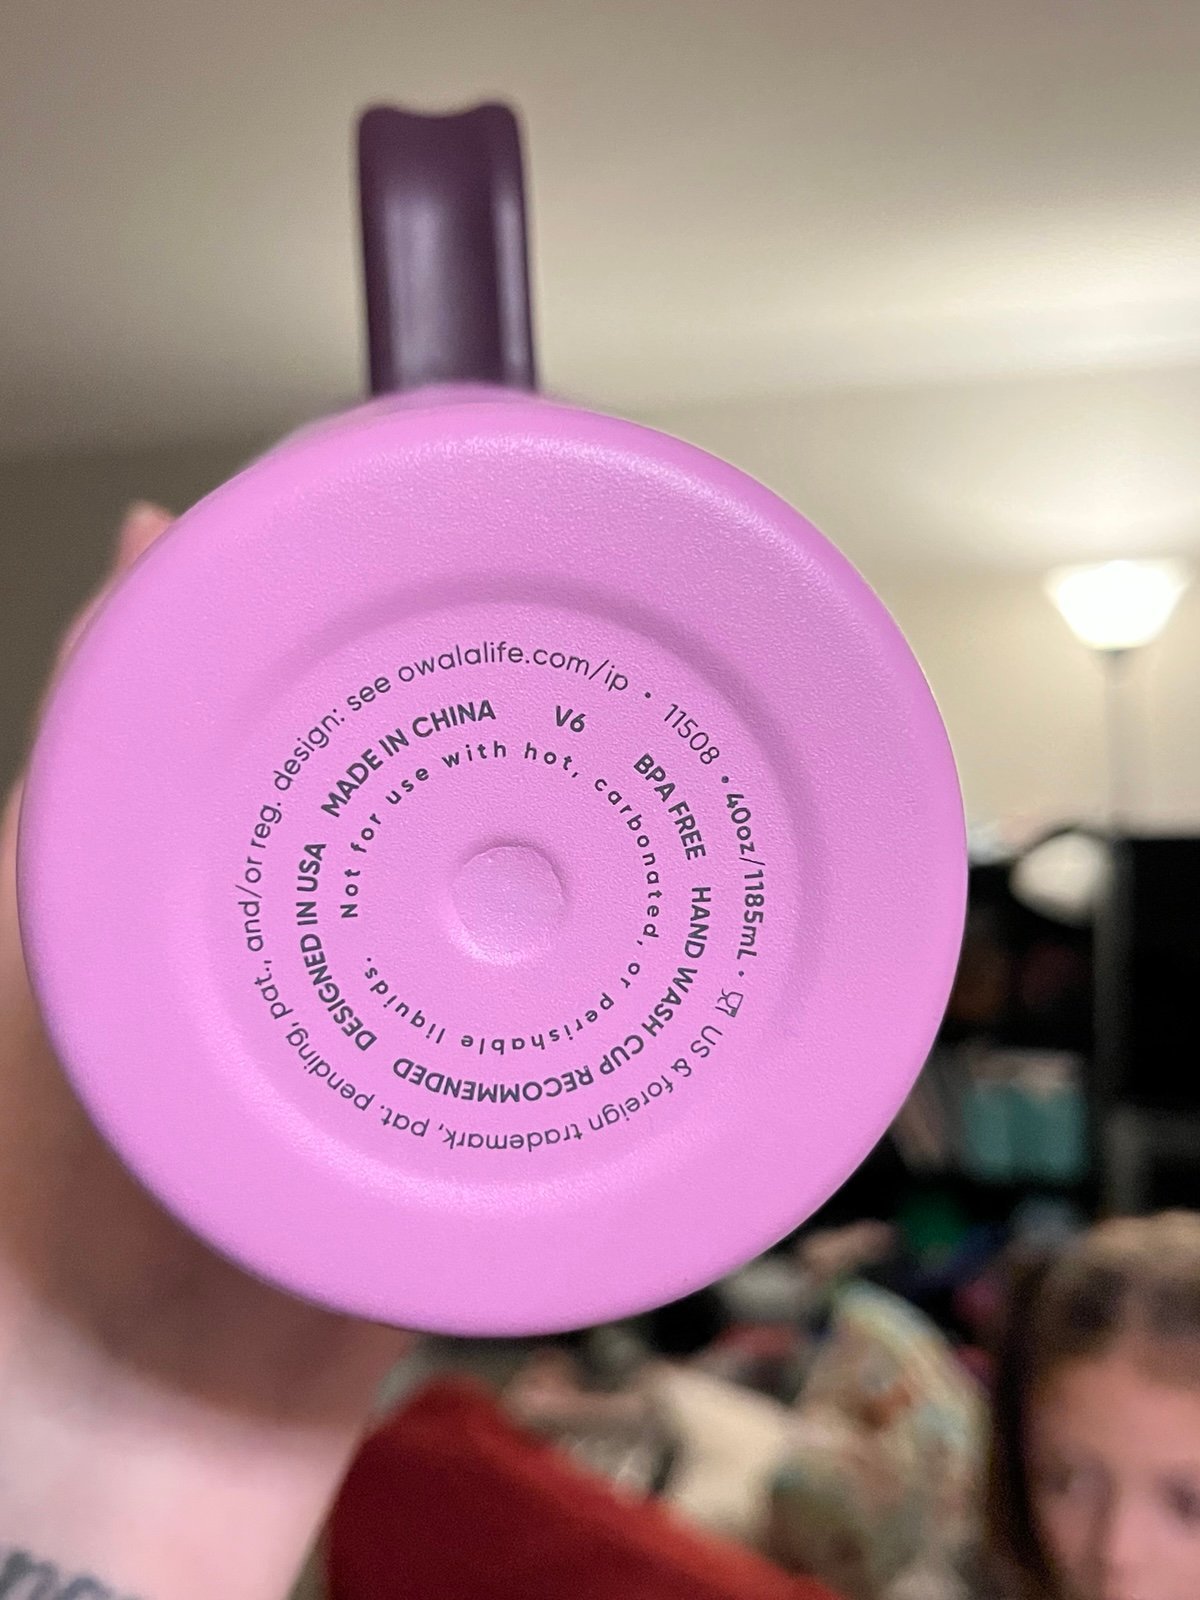 owalalife.com/ip • 11508 • 40oz/1185mL • US & foreign trademark, pat. pending, pat., and/or reg. design: see
MADE IN CHINA V6 BPA FREE HAND WASH CUP RECOMMENDED DESIGNED IN USA
Not for use with hot, carbonated, or perishable liquids.